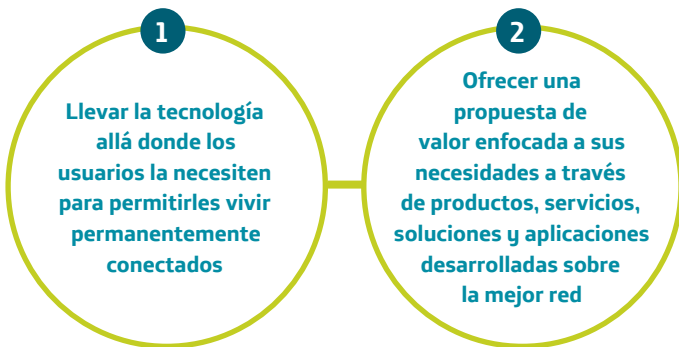 1
Llevar la tecnología
allá donde los
usuarios la necesiten
para permitirles vivir
permanentemente
conectados
2
Ofrecer una
propuesta de
valor enfocada a sus
necesidades a través
de productos, servicios,
soluciones y aplicaciones
desarrolladas sobre
la mejor red